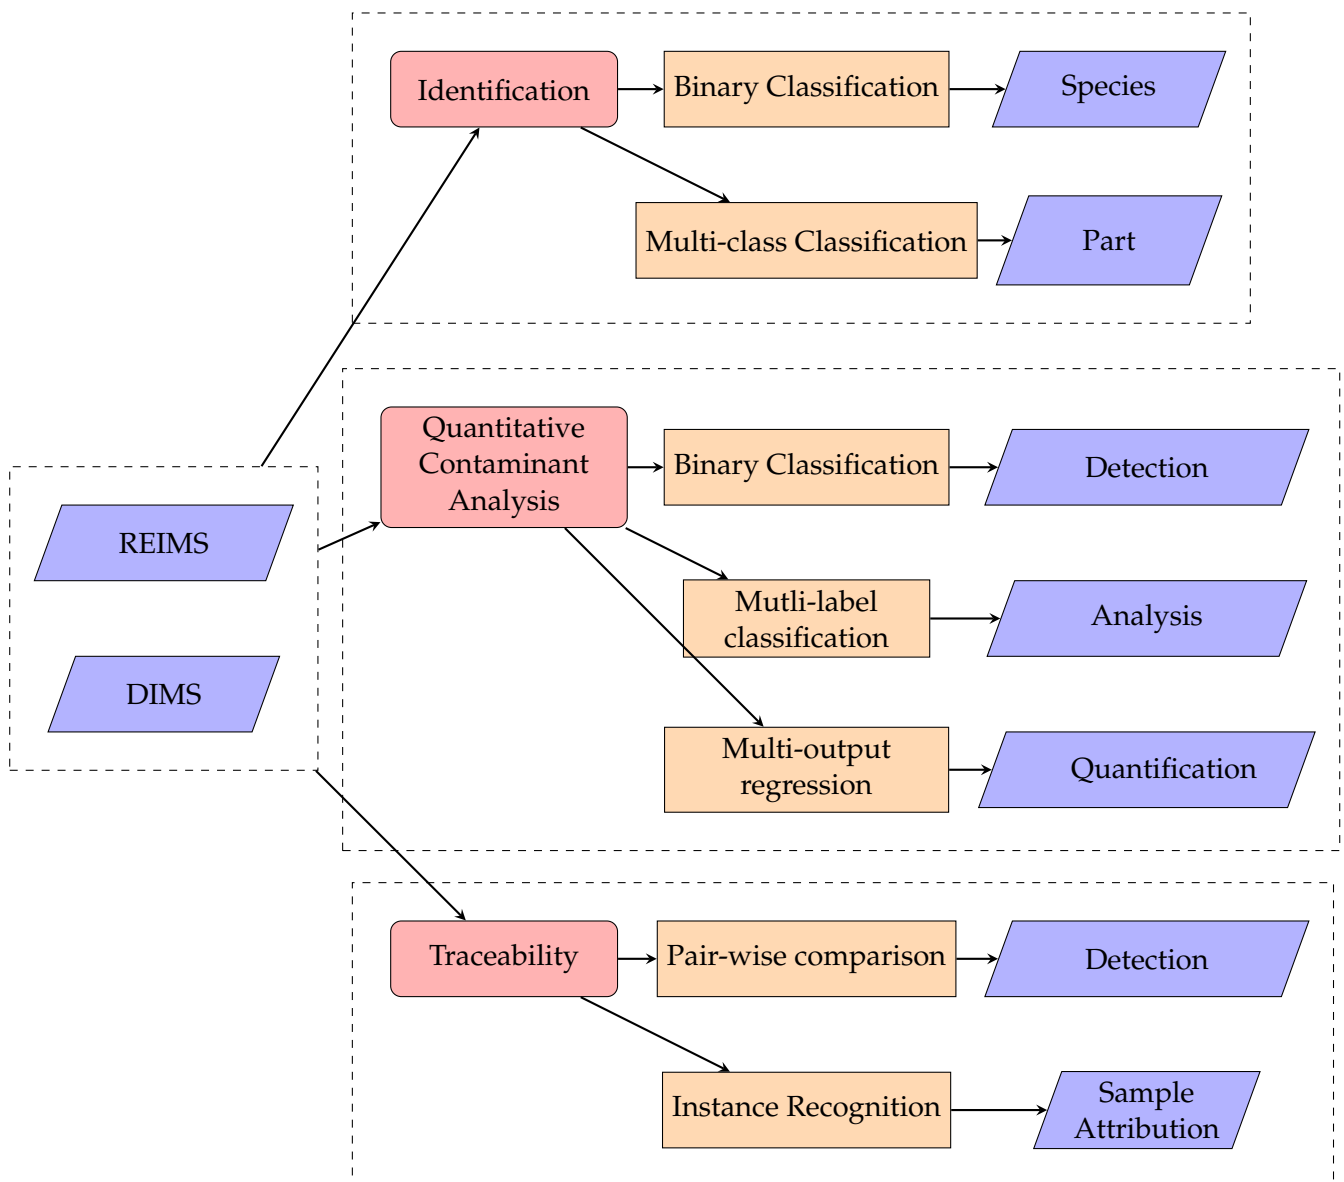 Identification
Binary Classification
Species
Multi-class Classification
Part
Quantitative
Contaminant
Analysis
Binary Classification
Detection
Mutli-label
classification
Analysis
Multi-output
regression
Quantification
REIMS
DIMS
Traceability
Pair-wise comparison
Detection
Instance Recognition
Sample
Attribution